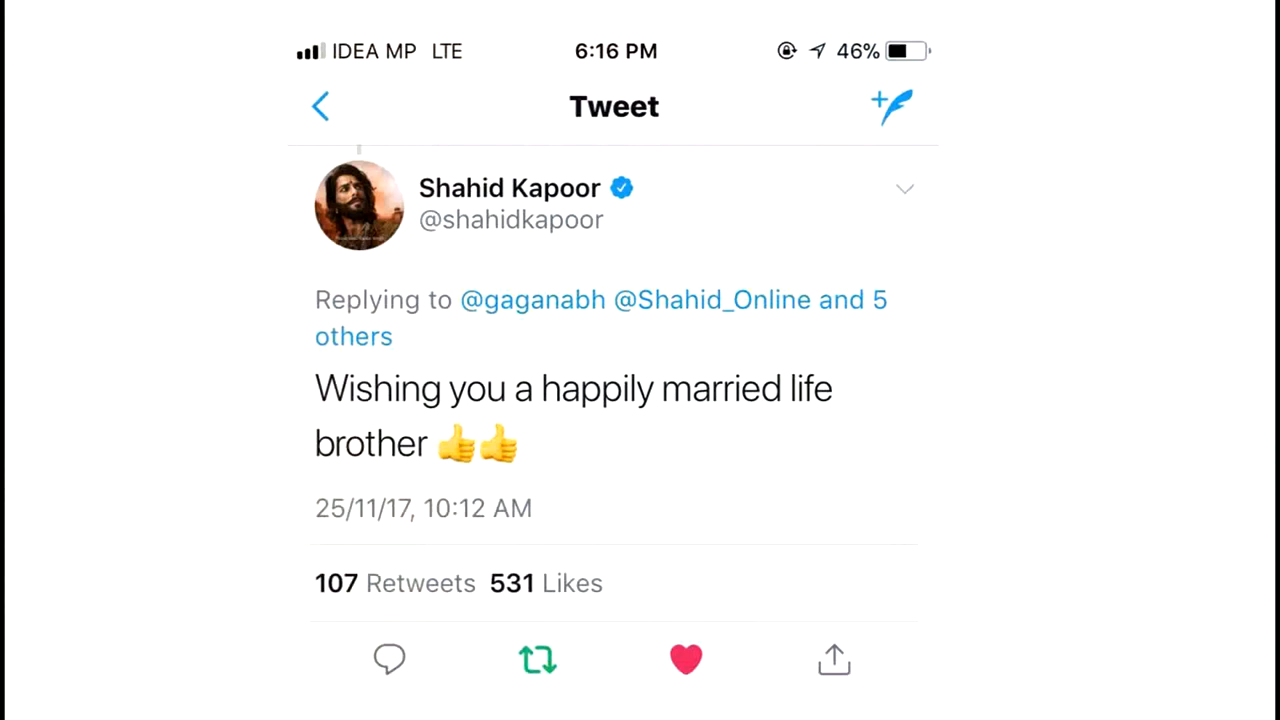 IDEA MP LTE 6:16 PM 46%
Tweet
Shahid Kapoor
@shahidkapoor
Replying to @gaganabh @Shahid_Online and 5
others
Wishing you a happily married life
brother 👍👍
25/11/17, 10:12 AM
107 Retweets 531 Likes